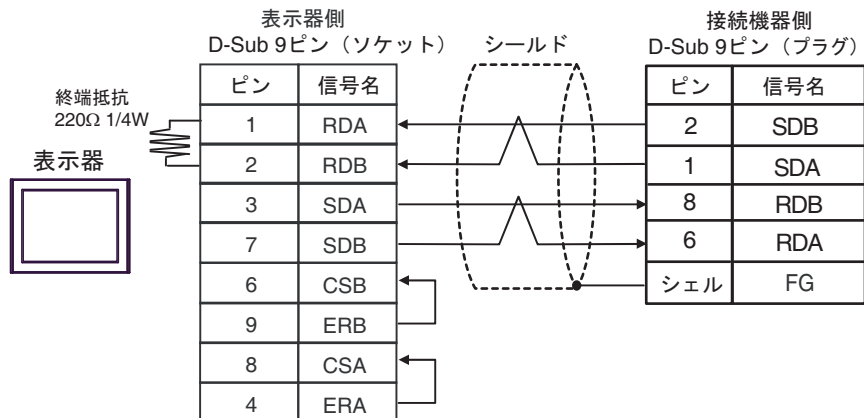 表示器側
D-Sub 9ピン（ソケット）
シールド
接続機器側
D-Sub 9ピン（プラグ）
終端抵抗
220Ω 1/4W
表示器
ピン 信号名
1 RDA
2 RDB
3 SDA
7 SDB
6 CSB
9 ERB
8 CSA
4 ERA
ピン 信号名
2 SDB
1 SDA
8 RDB
6 RDA
シェル FG